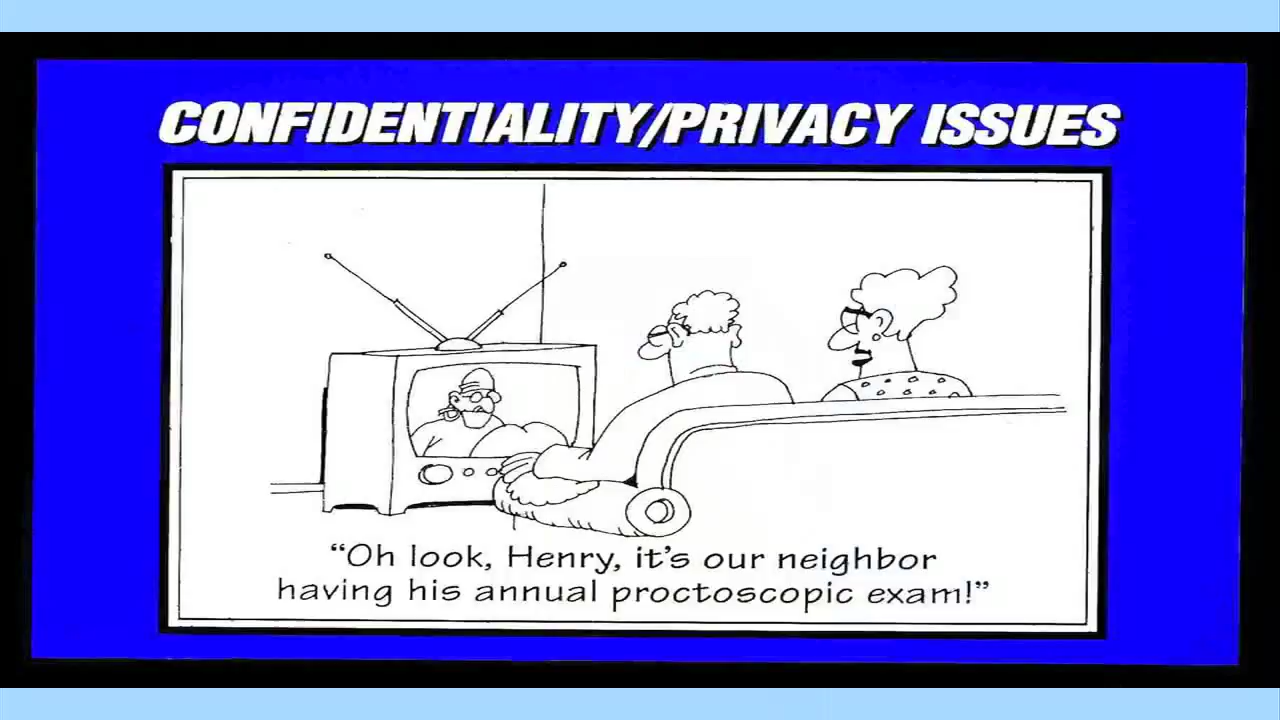 CONFIDENTIALITY/PRIVACY ISSUES
“Oh look, Henry, it’s our neighbor
having his annual proctoscopic exam!”